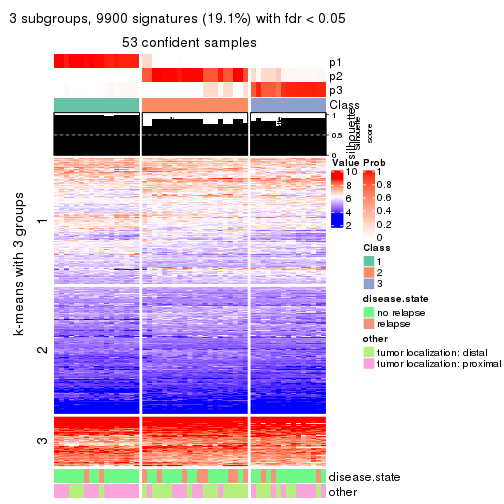 3 subgroups, 9900 signatures (19.1%) with fdr < 0.05
53 confident samples
p1
p2
p3
Class
1
0.5
0
silhouette
score
k-means with 3 groups
1
2
3
Value
10
8
6
4
2
Prob
1
0.8
0.6
0.4
0.2
0
Class
1
2
3
disease.state
no relapse
relapse
other
tumor localization: distal
tumor localization: proximal
disease.state
other